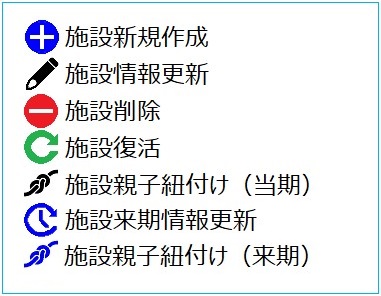 施設新規作成
施設情報更新
施設削除
施設復活
施設親子紐付け（当期）
施設来期情報更新
施設親子紐付け（来期）